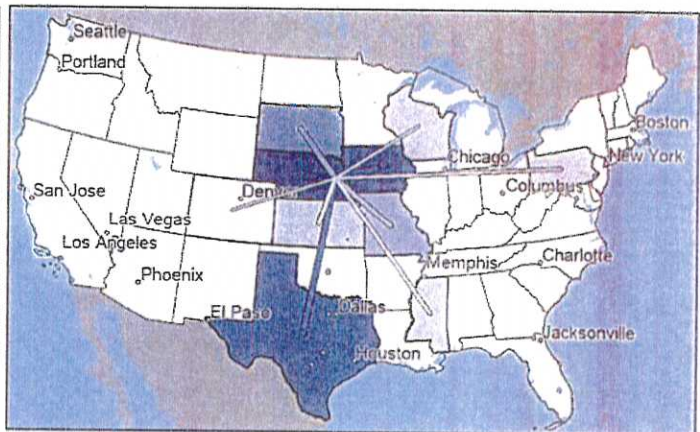 Seattle
Portland
Boston
Chicago
New York
Den
Columbus
San Jose
Las Vegas
Los Angeles
Memphis
Charlotte
Phoenix
El Paso
Dallas
Jacksonville
Houston